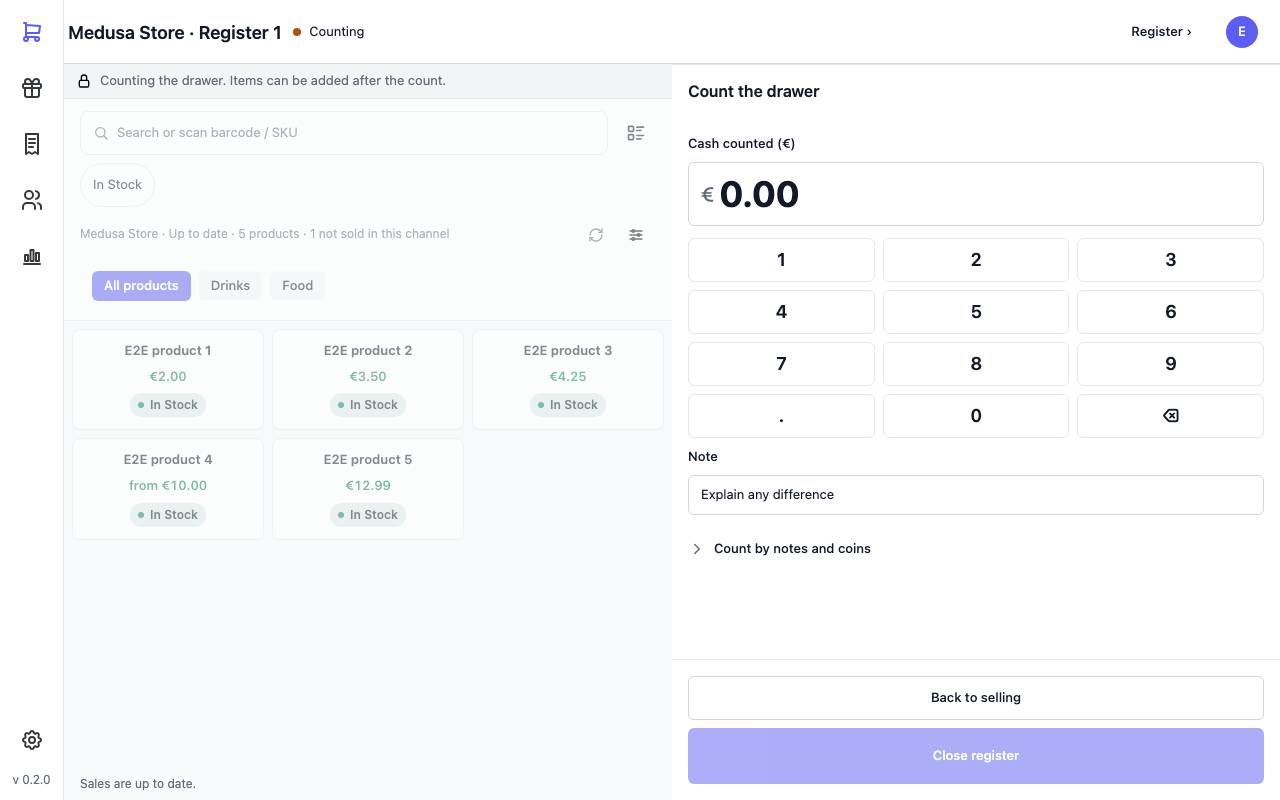 Medusa Store · Register 1
Counting
Register ›
E
Counting the drawer. Items can be added after the count.
Search or scan barcode / SKU
In Stock
Medusa Store · Up to date · 5 products · 1 not sold in this channel
All products
Drinks
Food
E2E product 1
€2.00
In Stock
E2E product 2
€3.50
In Stock
E2E product 3
€4.25
In Stock
E2E product 4
from €10.00
In Stock
E2E product 5
€12.99
In Stock
Sales are up to date.
v 0.2.0
Count the drawer
Cash counted (€)
€ 0.00
1 2 3
4 5 6
7 8 9
. 0
Note
Explain any difference
Count by notes and coins
Back to selling
Close register